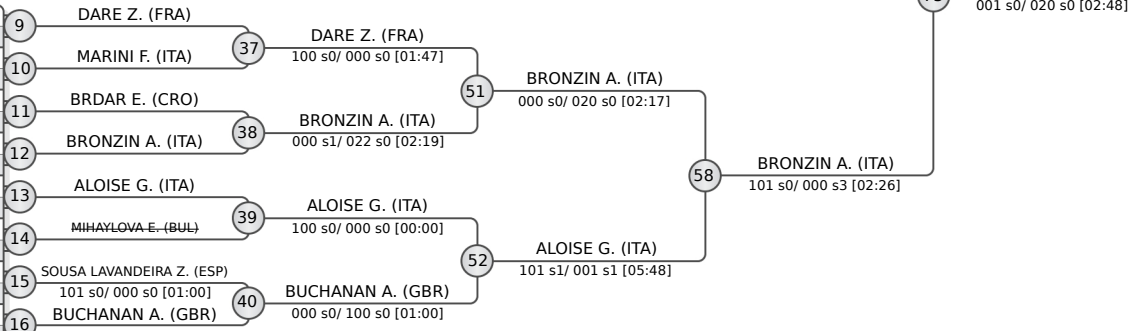 001 s0/ 020 s0 [02:48]
9
DARE Z. (FRA)
10
MARINI F. (ITA)
37
DARE Z. (FRA)
100 s0/ 000 s0 [01:47]
11
BRDAR E. (CRO)
12
BRONZIN A. (ITA)
38
BRONZIN A. (ITA)
000 s1/ 022 s0 [02:19]
51
BRONZIN A. (ITA)
000 s0/ 020 s0 [02:17]
13
ALOISE G. (ITA)
14
MIHAYLOVA E. (BUL)
39
ALOISE G. (ITA)
100 s0/ 000 s0 [00:00]
15
SOUSA LAVANDEIRA Z. (ESP)
101 s0/ 000 s0 [01:00]
16
BUCHANAN A. (GBR)
40
BUCHANAN A. (GBR)
000 s0/ 100 s0 [01:00]
52
ALOISE G. (ITA)
101 s1/ 001 s1 [05:48]
58
BRONZIN A. (ITA)
101 s0/ 000 s3 [02:26]